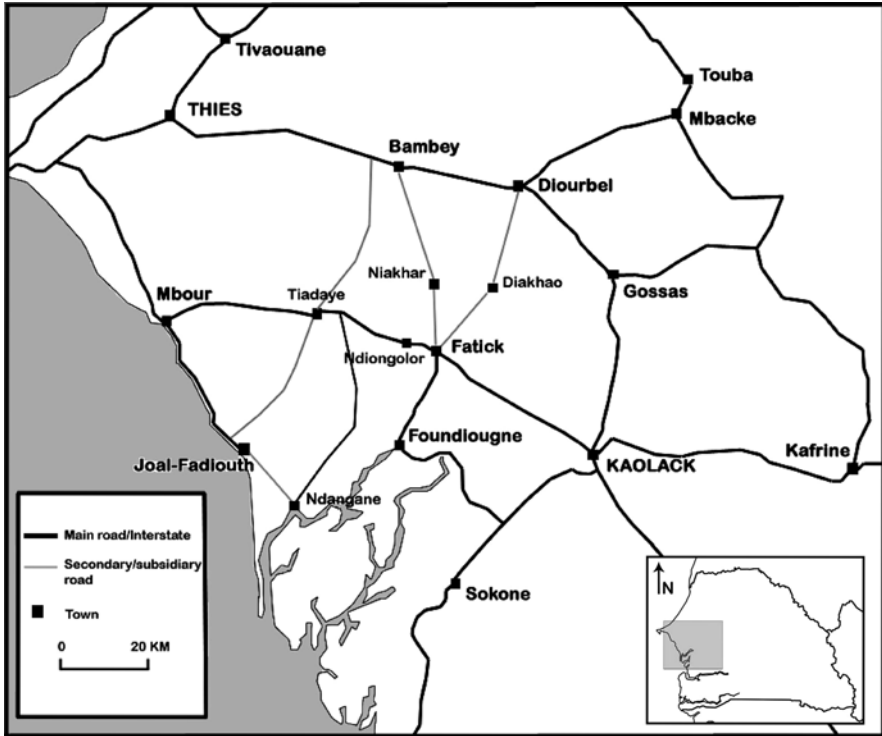 Tivaouane
Touba
THIES
Mbacke
Bambey
Diourbel
Niakhar
Diakhao
Gossas
Mbour
Tiadaye
Ndiongolor
Fatick
Foundiougne
Joal-Fadiouth
KAOLACK
Kafrine
Ndangane
Sokone
Main road/Interstate
Secondary/subsidiary
road
Town
0 20 KM
N